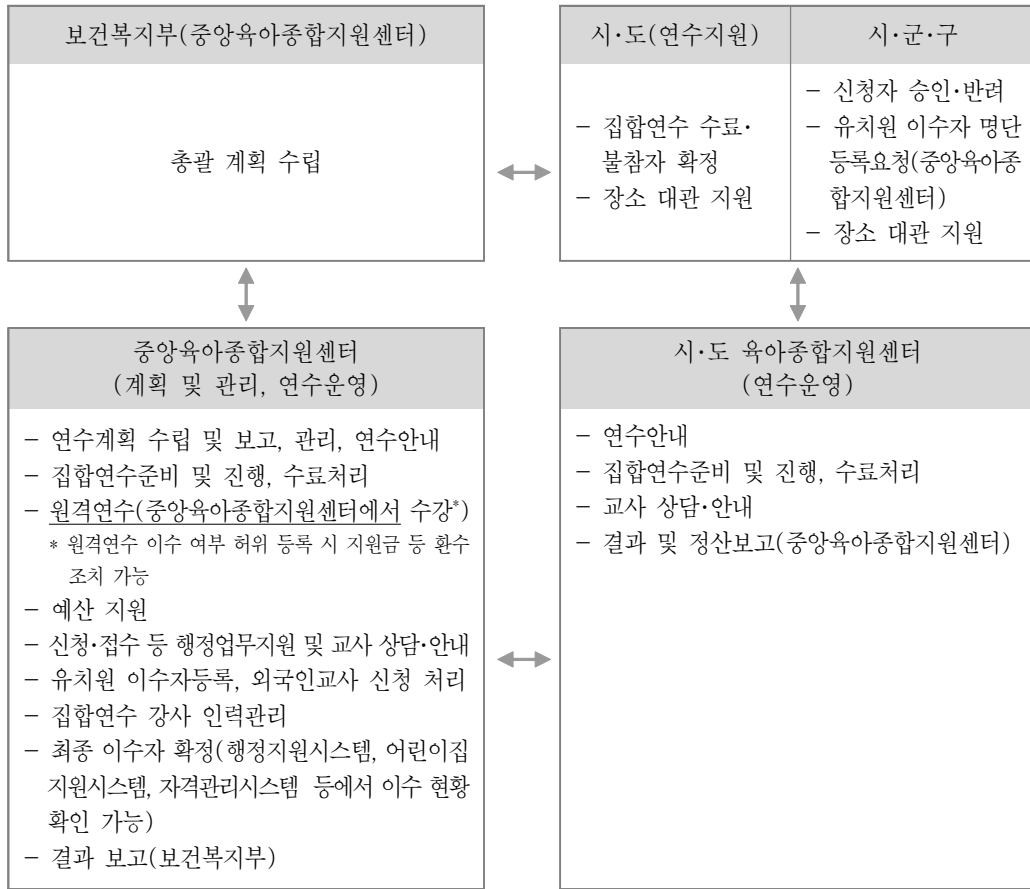 보건복지부(중앙육아종합지원센터)
총괄 계획 수립
시·도(연수지원)
- 집합연수 수료·
불참자 확정
- 장소 대관 지원
시·군·구
- 신청자 승인·반려
- 유치원 이수자 명단
등록요청(중앙육아종
합지원센터)
- 장소 대관 지원
중앙육아종합지원센터
(계획 및 관리, 연수운영)
- 연수계획 수립 및 보고, 관리, 연수안내
- 집합연수준비 및 진행, 수료처리
- 원격연수(중앙육아종합지원센터에서 수강*)
* 원격연수 이수 여부 허위 등록 시 지원금 등 환수
조치 가능
- 예산 지원
- 신청·접수 등 행정업무지원 및 교사 상담·안내
- 유치원 이수자등록, 외국인교사 신청 처리
- 집합연수 강사 인력관리
- 최종 이수자 확정(행정지원시스템, 어린이집
지원시스템, 자격관리시스템 등에서 이수 현황
확인 가능)
- 결과 보고(보건복지부)
시·도 육아종합지원센터
(연수운영)
- 연수안내
- 집합연수준비 및 진행, 수료처리
- 교사 상담·안내
- 결과 및 정산보고(중앙육아종합지원센터)